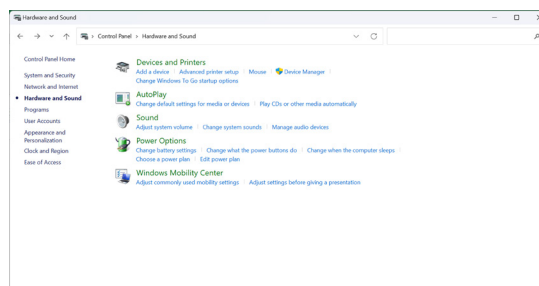 Hardware and Sound
Control Panel › Hardware and Sound
Control Panel Home
System and Security
Network and Internet
Hardware and Sound
Programs
User Accounts
Appearance and
Personalization
Clock and Region
Ease of Access
Devices and Printers
Add a device | Advanced printer setup | Mouse | Device Manager |
Change Windows To Go startup options
AutoPlay
Change default settings for media or devices | Play CDs or other media automatically
Sound
Adjust system volume | Change system sounds | Manage audio devices
Power Options
Change battery settings | Change what the power buttons do | Change when the computer sleeps |
Choose a power plan | Edit power plan
Windows Mobility Center
Adjust commonly used mobility settings | Adjust settings before giving a presentation